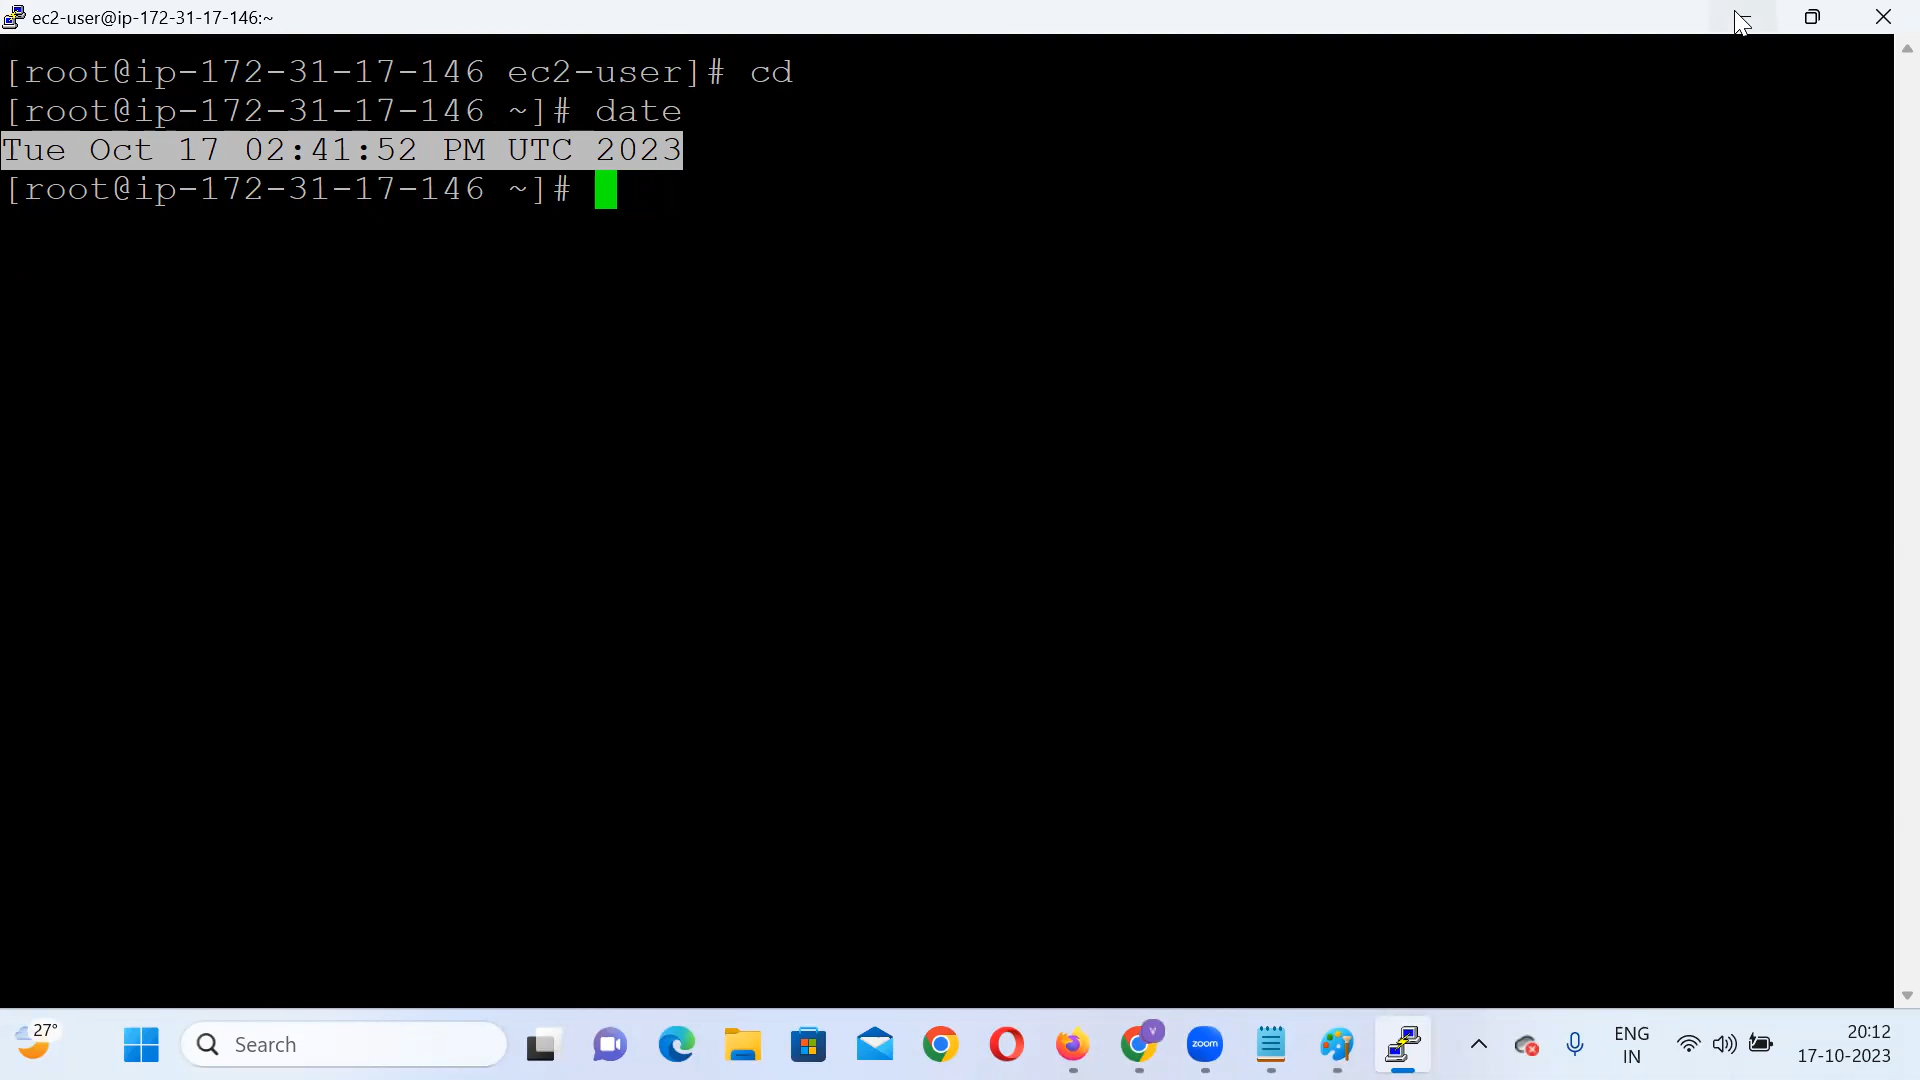 ec2-user@ip-172-31-17-146:~
[root@ip-172-31-17-146 ec2-user]# cd
[root@ip-172-31-17-146 ~]# date
Tue Oct 17 02:41:52 PM UTC 2023
[root@ip-172-31-17-146 ~]#
27°
Search
V
zoom
ENG
IN
20:12
17-10-2023